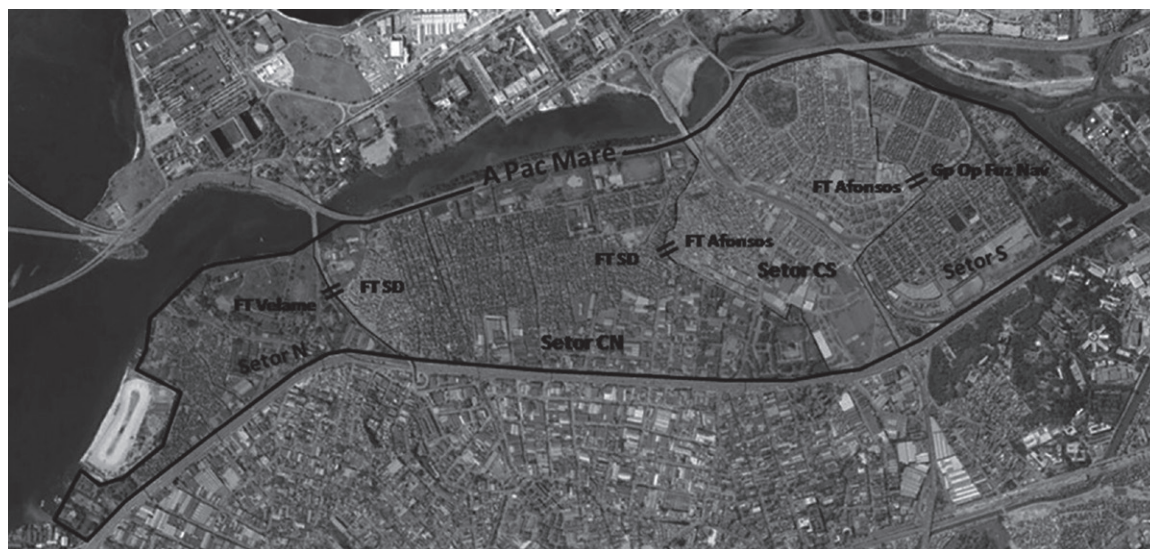 A Pac Maré
FT Afonsos
Gp Op Fuz Nav
FT SD
FT Afonsos
Setor CS
Setor S
FT Velame
FT SD
Setor N
Setor CN